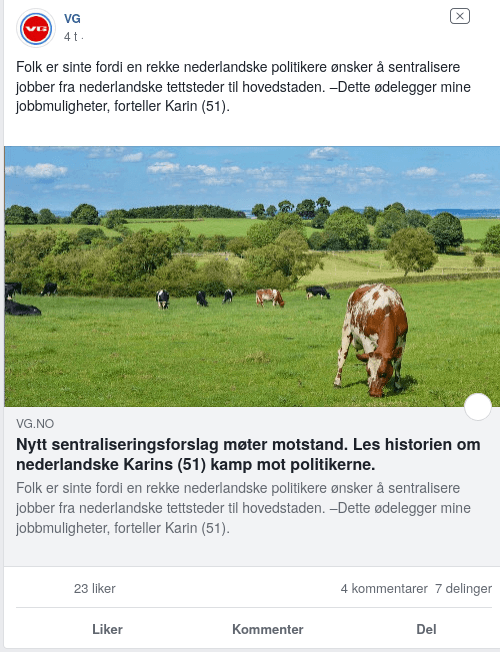 VG
VG
4 t ·
Folk er sinte fordi en rekke nederlandske politikere ønsker å sentralisere
jobber fra nederlandske tettsteder til hovedstaden. –Dette ødelegger mine
jobbmuligheter, forteller Karin (51).
VG.NO
Nytt sentraliseringsforslag møter motstand. Les historien om
nederlandske Karins (51) kamp mot politikerne.
Folk er sinte fordi en rekke nederlandske politikere ønsker å sentralisere
jobber fra nederlandske tettsteder til hovedstaden. –Dette ødelegger mine
jobbmuligheter, forteller Karin (51).
23 liker
4 kommentarer 7 delinger
Liker Kommenter Del